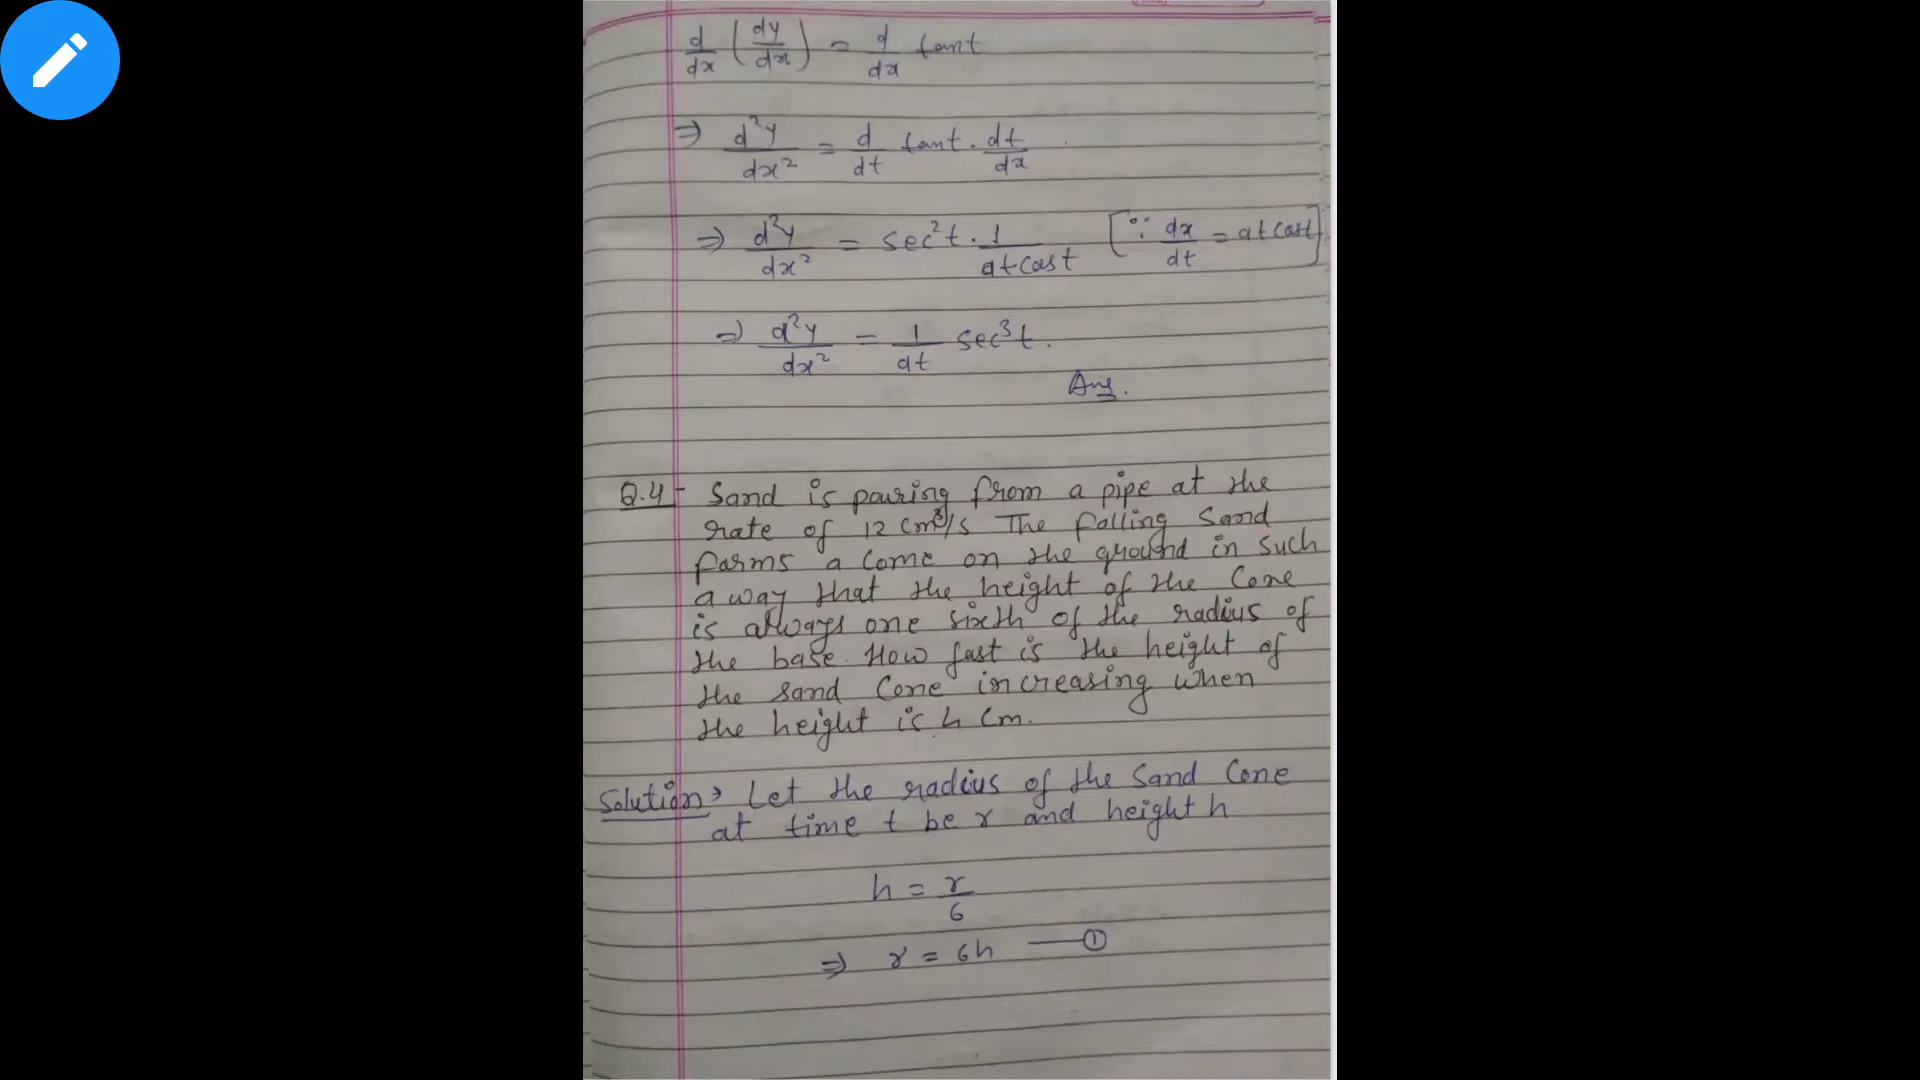 d/dx (dy/dx) = d/dx tant
⇒ d²y/dx² = d/dt tant . dt/dx
⇒ d²y/dx² = sec²t . 1/atcost [∵ dx/dt = atcost]
⇒ d²y/dx² = 1/at sec³t.
Ans.
Q.4- Sand is pouring from a pipe at the
rate of 12 cm³/s The falling Sand
farms a come on the ground in such
a way that the height of the Cone
is always one sixth of the radius of
the base. How fast is the height of
the sand Cone increasing when
the height is h cm.
Solution→ Let the radius of the Sand Cone
at time t be r and height h
h = r/6
⇒ r = 6h —①